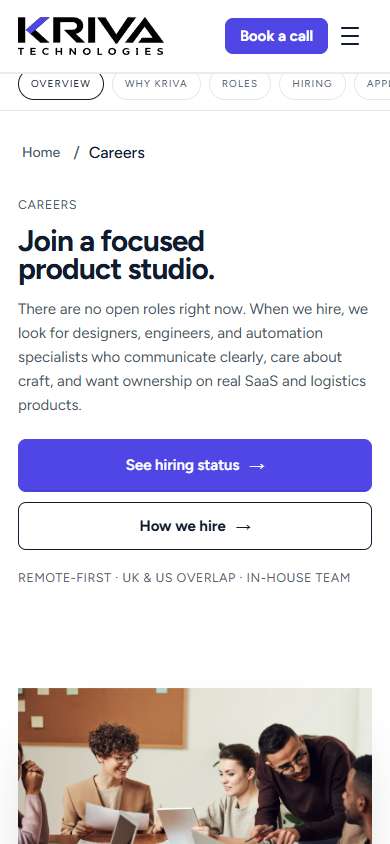 KRIVA
TECHNOLOGIES
Book a call
OVERVIEW
WHY KRIVA
ROLES
HIRING
Home / Careers
CAREERS
Join a focused
product studio.
There are no open roles right now. When we hire, we
look for designers, engineers, and automation
specialists who communicate clearly, care about
craft, and want ownership on real SaaS and logistics
products.
See hiring status →
How we hire →
REMOTE-FIRST · UK & US OVERLAP · IN-HOUSE TEAM